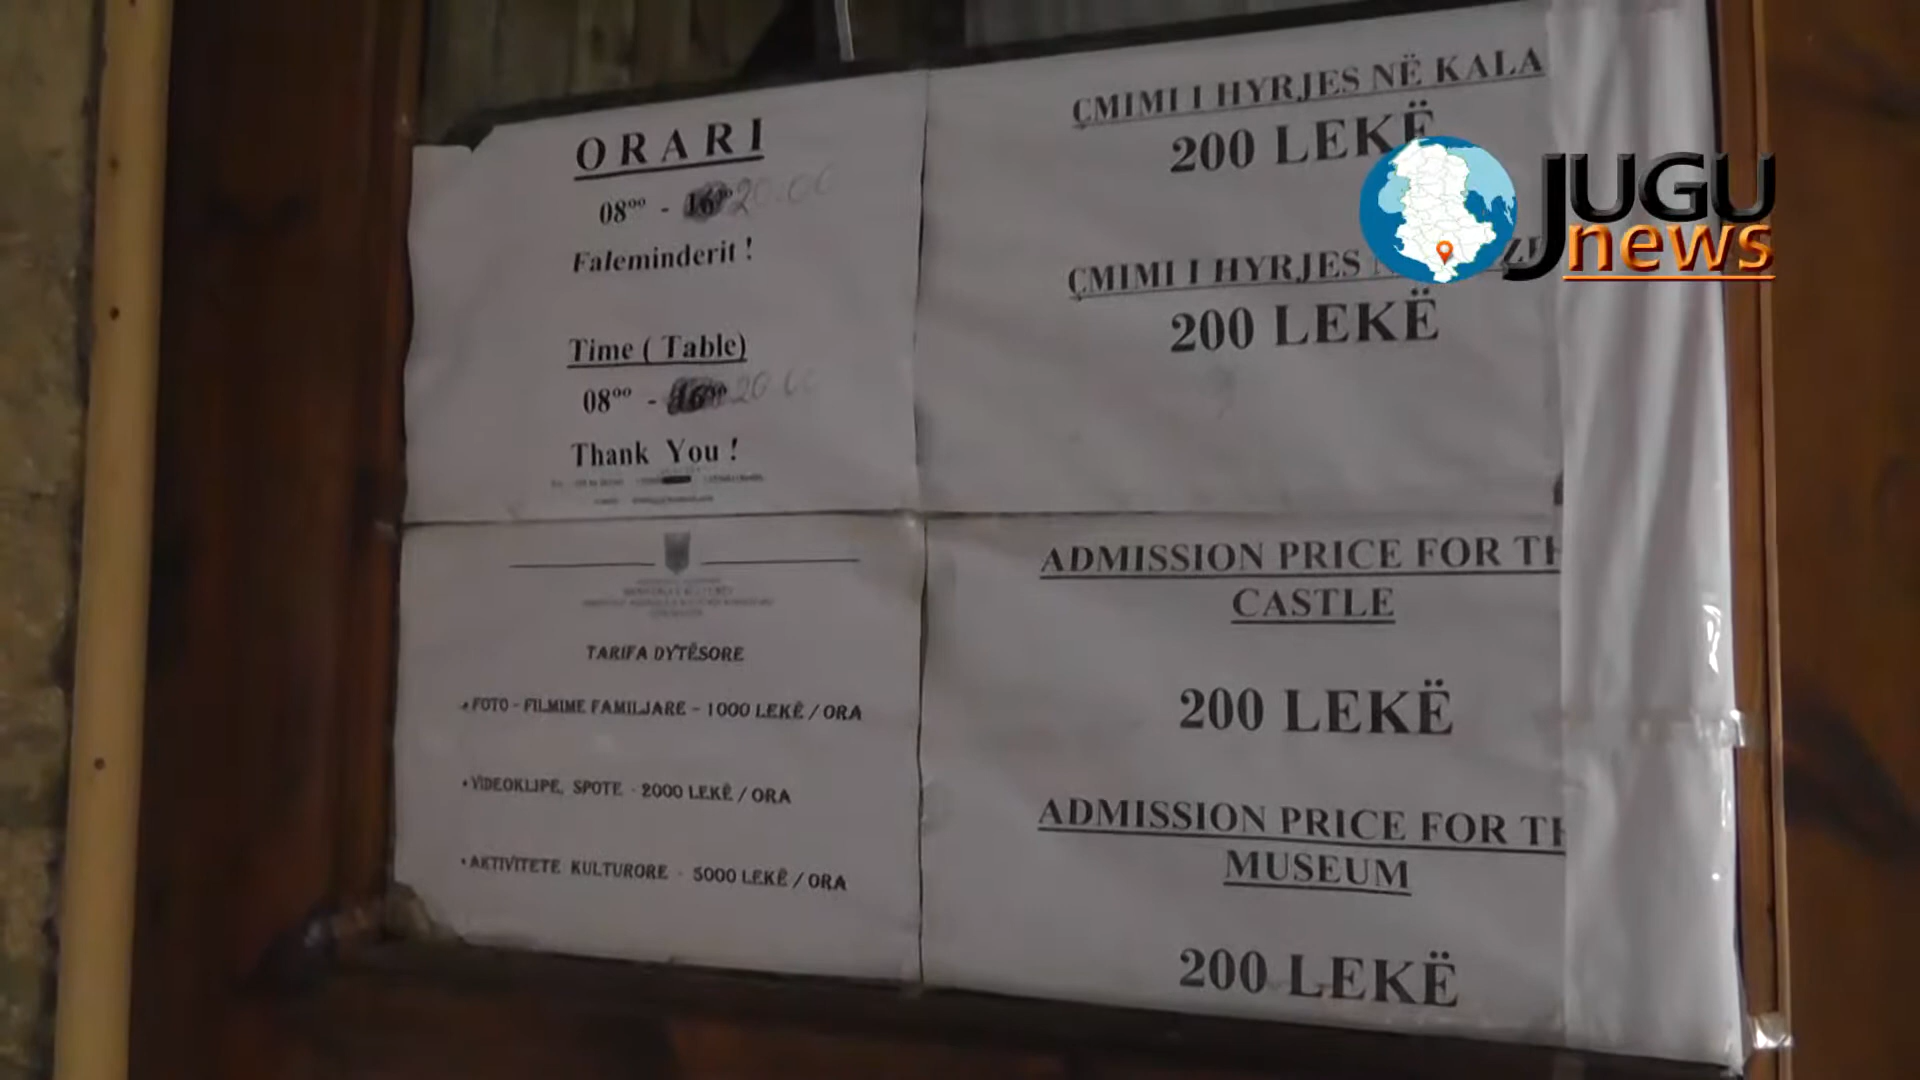 ORARI
08⁰⁰ - 16⁰⁰ 20.00
Faleminderit !
Time ( Table)
08⁰⁰ - 16⁰⁰ 20.00
Thank You !
TARIFA DYTËSORE
• FOTO - FILMIME FAMILJARE - 1000 LEKË / ORA
• VIDEOKLIPE, SPOTE - 2000 LEKË / ORA
• AKTIVITETE KULTURORE - 5000 LEKË / ORA
ÇMIMI I HYRJES NË KALA
200 LEKË
ÇMIMI I HYRJES
200 LEKË
ADMISSION PRICE FOR TH
CASTLE
200 LEKË
ADMISSION PRICE FOR TH
MUSEUM
200 LEKË
JUGU
news